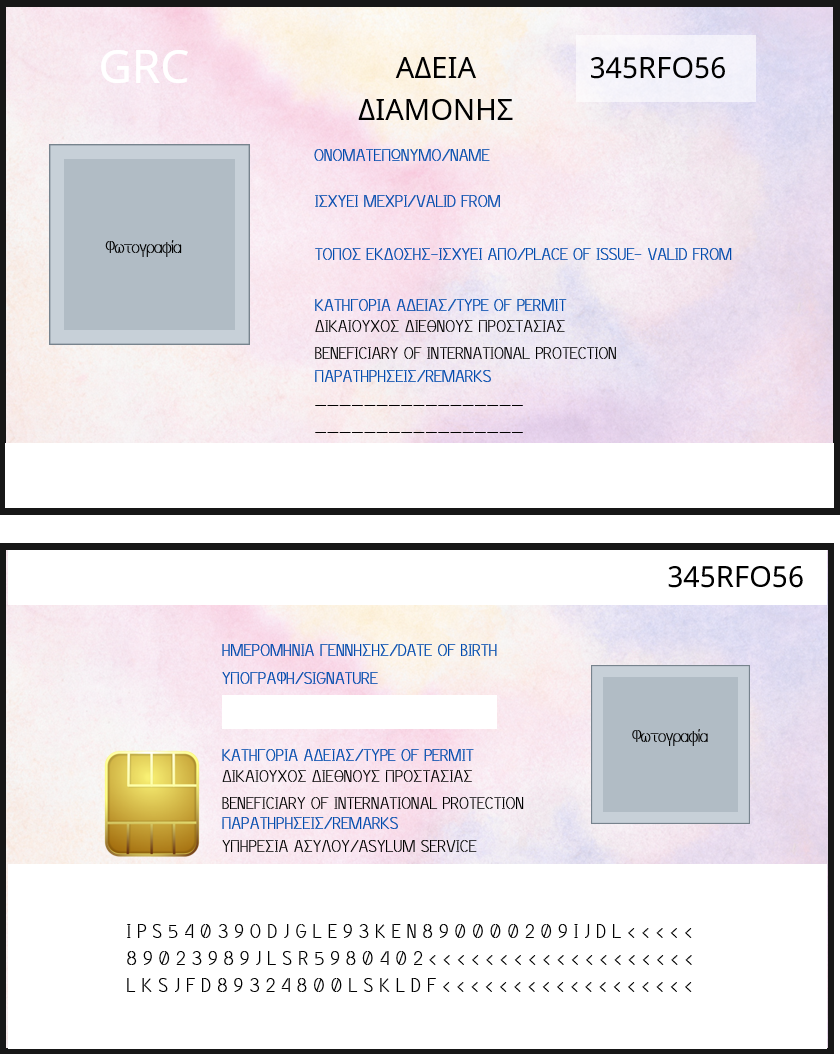 GRC
ΑΔΕΙΑ
ΔΙΑΜΟΝΗΣ
345RFO56
Φωτογραφία
ΟΝΟΜΑΤΕΠΩΝΥΜΟ/NAME
ΙΣΧΥΕΙ ΜΕΧΡΙ/VALID FROM
ΤΟΠΟΣ ΕΚΔΟΣΗΣ-ΙΣΧΥΕΙ ΑΠΟ/PLACE OF ISSUE- VALID FROM
ΚΑΤΗΓΟΡΙΑ ΑΔΕΙΑΣ/TYPE OF PERMIT
ΔΙΚΑΙΟΥΧΟΣ ΔΙΕΘΝΟΥΣ ΠΡΟΣΤΑΣΙΑΣ
BENEFICIARY OF INTERNATIONAL PROTECTION
ΠΑΡΑΤΗΡΗΣΕΙΣ/REMARKS
_________________
_________________
345RFO56
ΗΜΕΡΟΜΗΝΙΑ ΓΕΝΝΗΣΗΣ/DATE OF BIRTH
ΥΠΟΓΡΑΦΗ/SIGNATURE
ΚΑΤΗΓΟΡΙΑ ΑΔΕΙΑΣ/TYPE OF PERMIT
ΔΙΚΑΙΟΥΧΟΣ ΔΙΕΘΝΟΥΣ ΠΡΟΣΤΑΣΙΑΣ
BENEFICIARY OF INTERNATIONAL PROTECTION
ΠΑΡΑΤΗΡΗΣΕΙΣ/REMARKS
ΥΠΗΡΕΣΙΑ ΑΣΥΛΟΥ/ASYLUM SERVICE
Φωτογραφία
IPS54039ODJGLE93KEN890000209IJDL<<<<<
89023989JLSR5980402<<<<<<<<<<<<<<<<<<<
LKSJFD89324800LSKLDF<<<<<<<<<<<<<<<<<<